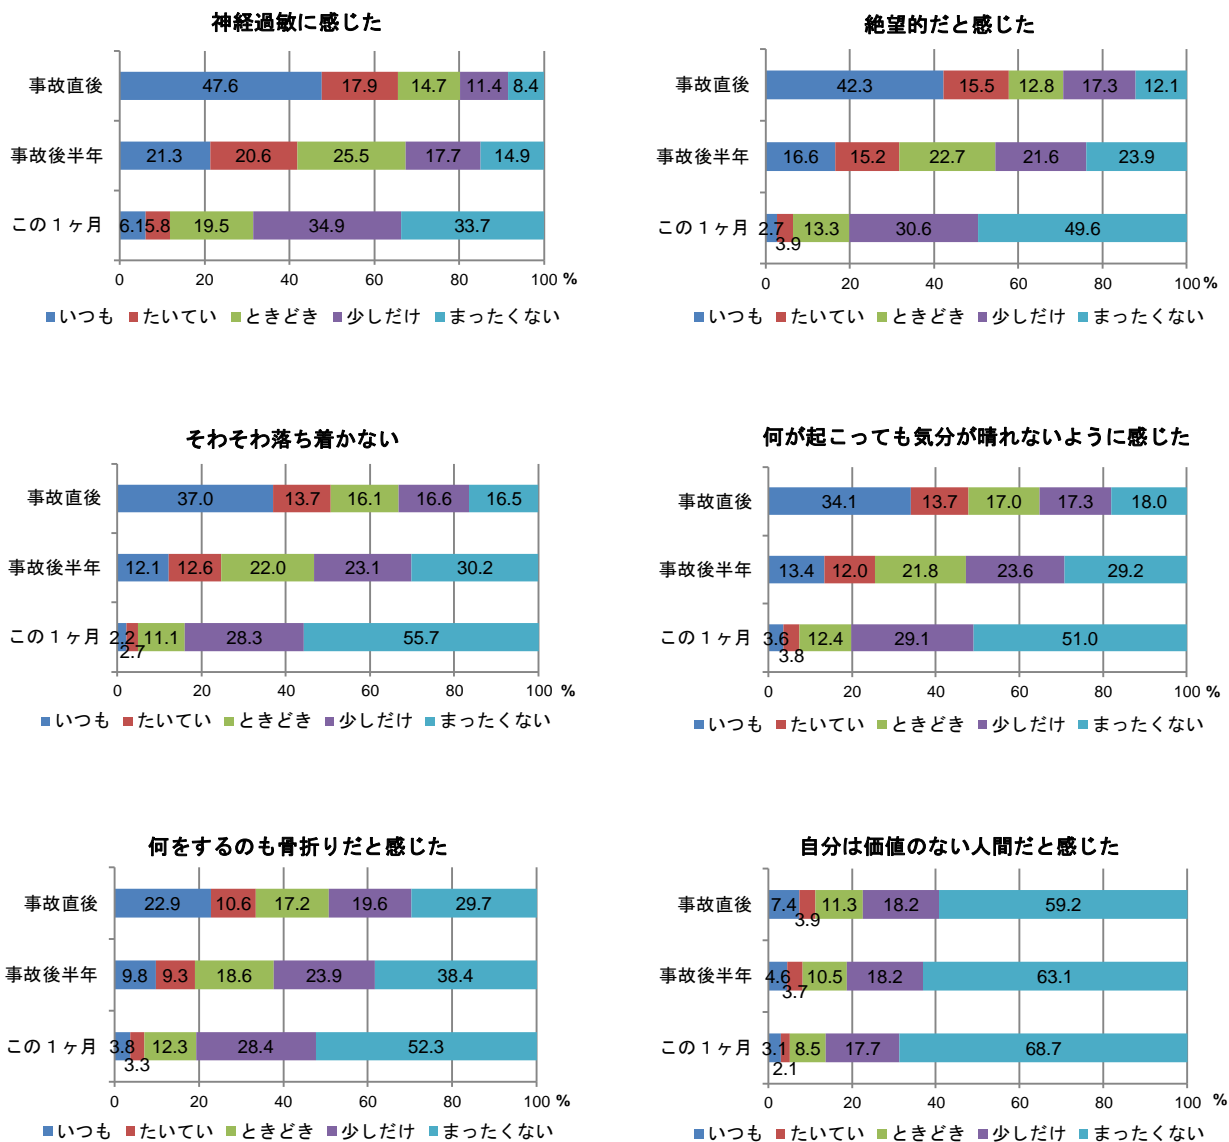 神経過敏に感じた
事故直後 47.6 17.9 14.7 11.4 8.4
事故後半年 21.3 20.6 25.5 17.7 14.9
この１ヶ月 6.1 5.8 19.5 34.9 33.7
0 20 40 60 80 100 %
いつも たいてい ときどき 少しだけ まったくない
絶望的だと感じた
事故直後 42.3 15.5 12.8 17.3 12.1
事故後半年 16.6 15.2 22.7 21.6 23.9
この１ヶ月 2.7 3.9 13.3 30.6 49.6
0 20 40 60 80 100 %
いつも たいてい ときどき 少しだけ まったくない
そわそわ落ち着かない
事故直後 37.0 13.7 16.1 16.6 16.5
事故後半年 12.1 12.6 22.0 23.1 30.2
この１ヶ月 2.2 2.7 11.1 28.3 55.7
0 20 40 60 80 100 %
いつも たいてい ときどき 少しだけ まったくない
何が起こっても気分が晴れないように感じた
事故直後 34.1 13.7 17.0 17.3 18.0
事故後半年 13.4 12.0 21.8 23.6 29.2
この１ヶ月 3.6 3.8 12.4 29.1 51.0
0 20 40 60 80 100 %
いつも たいてい ときどき 少しだけ まったくない
何をするのも骨折りだと感じた
事故直後 22.9 10.6 17.2 19.6 29.7
事故後半年 9.8 9.3 18.6 23.9 38.4
この１ヶ月 3.8 3.3 12.3 28.4 52.3
0 20 40 60 80 100 %
いつも たいてい ときどき 少しだけ まったくない
自分は価値のない人間だと感じた
事故直後 7.4 3.9 11.3 18.2 59.2
事故後半年 4.6 3.7 10.5 18.2 63.1
この１ヶ月 3.1 2.1 8.5 17.7 68.7
0 20 40 60 80 100 %
いつも たいてい ときどき 少しだけ まったくない